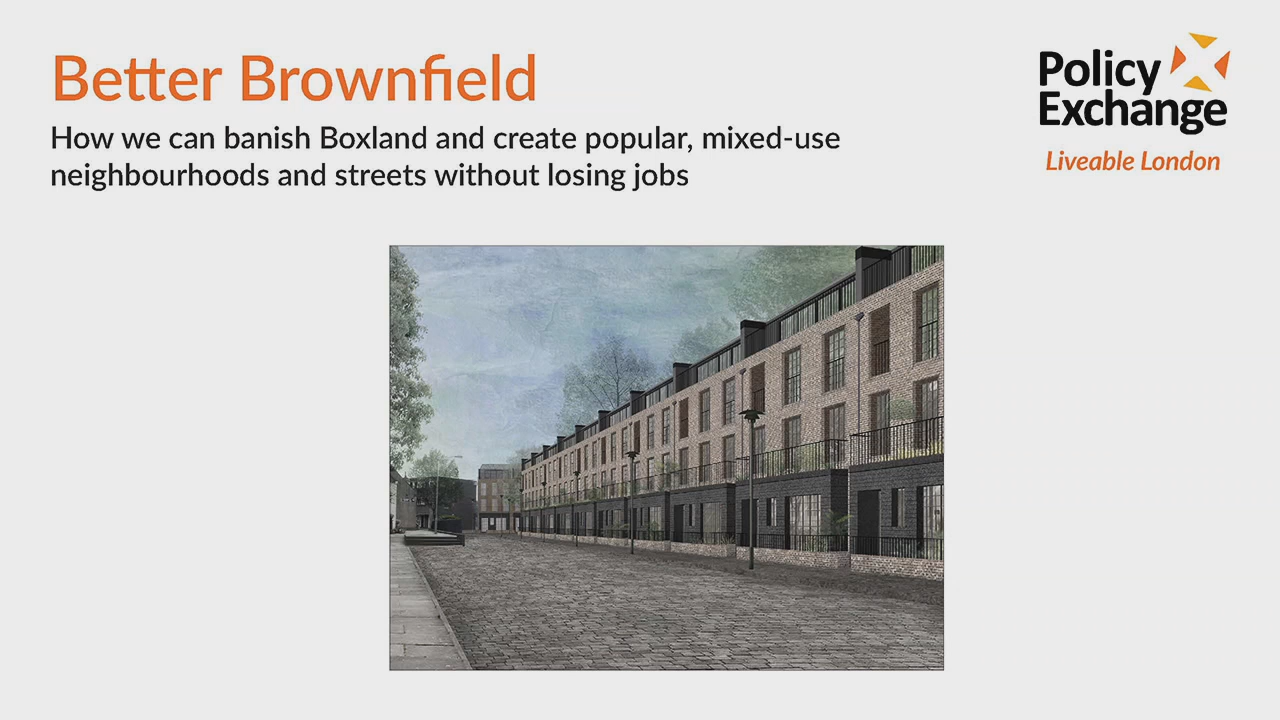 Better Brownfield
How we can banish Boxland and create popular, mixed-use
neighbourhoods and streets without losing jobs
Policy
Exchange
Liveable London